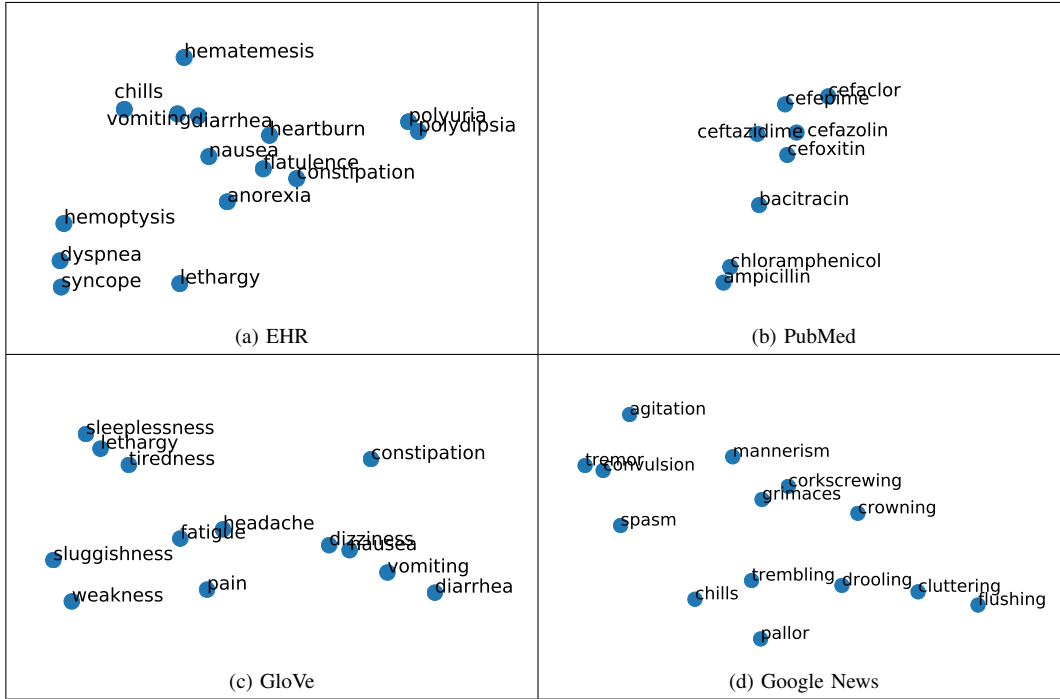 hematemesis
chills
vomiting
diarrhea
polyuria
polydipsia
heartburn
nausea
flatulence
constipation
anorexia
hemoptysis
dyspnea
syncope
lethargy
(a) EHR
cefaclor
cefepime
ceftazidime
cefazolin
cefoxitin
bacitracin
chloramphenicol
ampicillin
(b) PubMed
sleeplessness
lethargy
tiredness
constipation
headache
fatigue
dizziness
nausea
sluggishness
vomiting
pain
diarrhea
weakness
(c) GloVe
agitation
mannerism
tremor
convulsion
corkscrewing
grimaces
crowning
spasm
trembling
drooling
cluttering
chills
flushing
pallor
(d) Google News